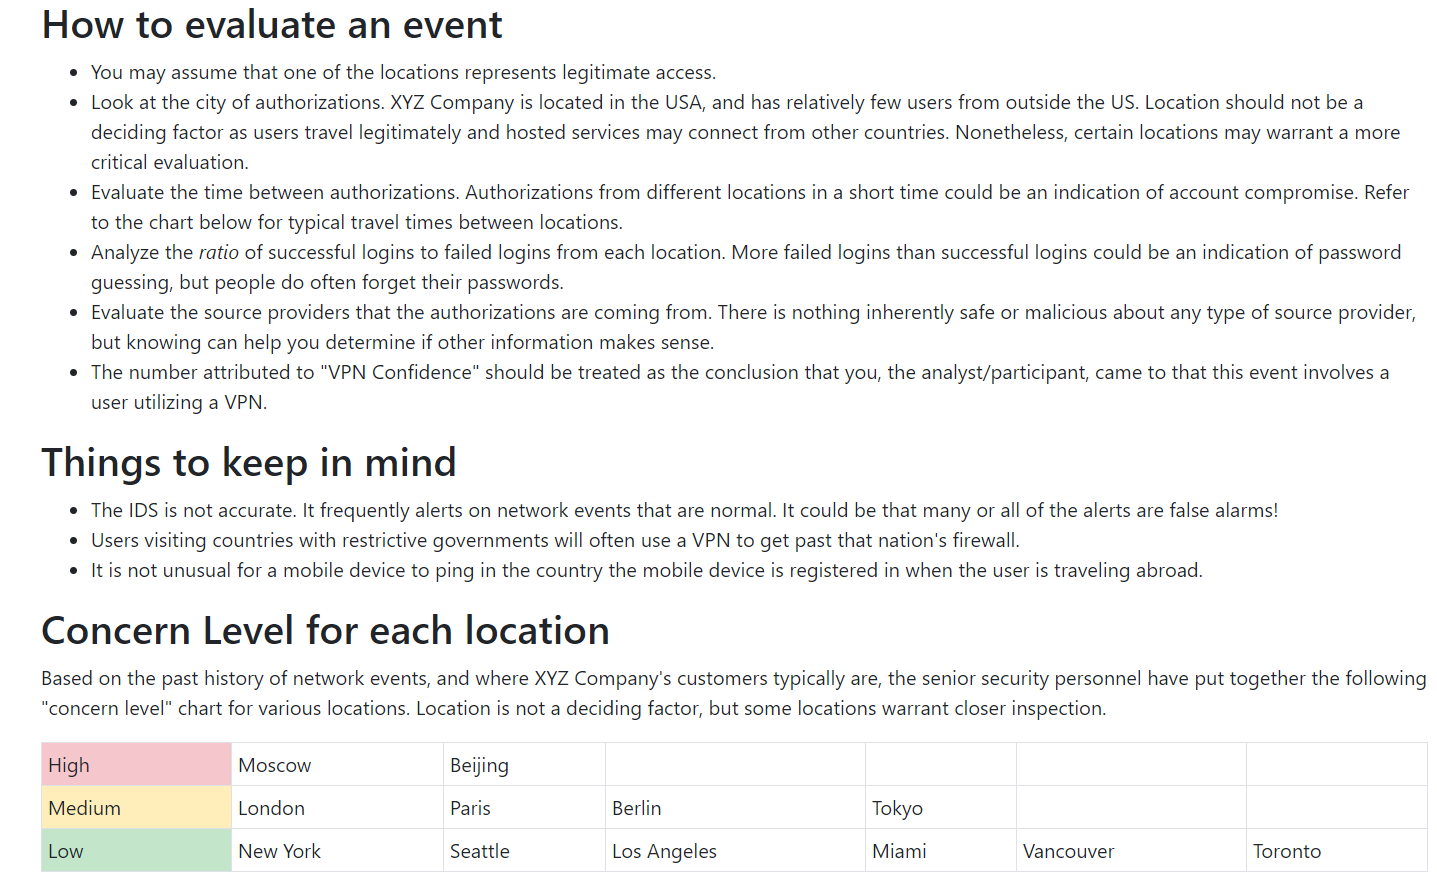 How to evaluate an event
You may assume that one of the locations represents legitimate access.
Look at the city of authorizations. XYZ Company is located in the USA, and has relatively few users from outside the US. Location should not be a
deciding factor as users travel legitimately and hosted services may connect from other countries. Nonetheless, certain locations may warrant a more
critical evaluation.
Evaluate the time between authorizations. Authorizations from different locations in a short time could be an indication of account compromise. Refer
to the chart below for typical travel times between locations.
Analyze the ratio of successful logins to failed logins from each location. More failed logins than successful logins could be an indication of password
guessing, but people do often forget their passwords.
Evaluate the source providers that the authorizations are coming from. There is nothing inherently safe or malicious about any type of source provider,
but knowing can help you determine if other information makes sense.
The number attributed to "VPN Confidence" should be treated as the conclusion that you, the analyst/participant, came to that this event involves a
user utilizing a VPN.
Things to keep in mind
The IDS is not accurate. It frequently alerts on network events that are normal. It could be that many or all of the alerts are false alarms!
Users visiting countries with restrictive governments will often use a VPN to get past that nation's firewall.
It is not unusual for a mobile device to ping in the country the mobile device is registered in when the user is traveling abroad.
Concern Level for each location
Based on the past history of network events, and where XYZ Company's customers typically are, the senior security personnel have put together the following
"concern level" chart for various locations. Location is not a deciding factor, but some locations warrant closer inspection.
High Moscow Beijing
Medium London Paris Berlin Tokyo
Low New York Seattle Los Angeles Miami Vancouver Toronto